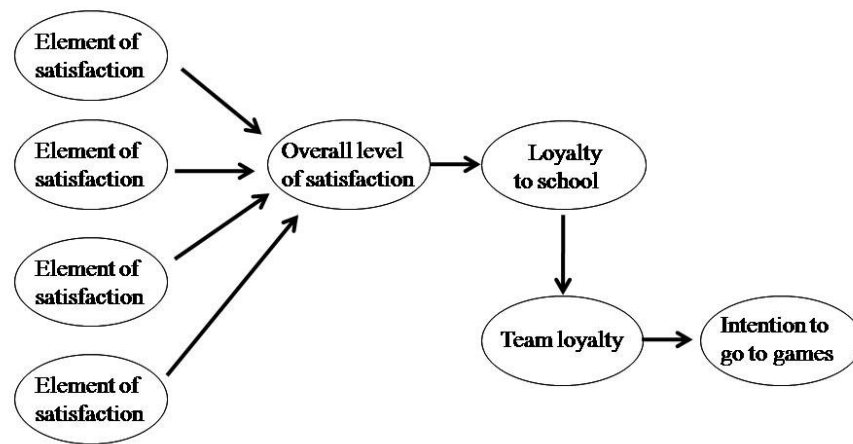 Element of
satisfaction
Element of
satisfaction
Overall level
of satisfaction
Loyalty
to school
Element of
satisfaction
Team loyalty
Intention to
go to games
Element of
satisfaction